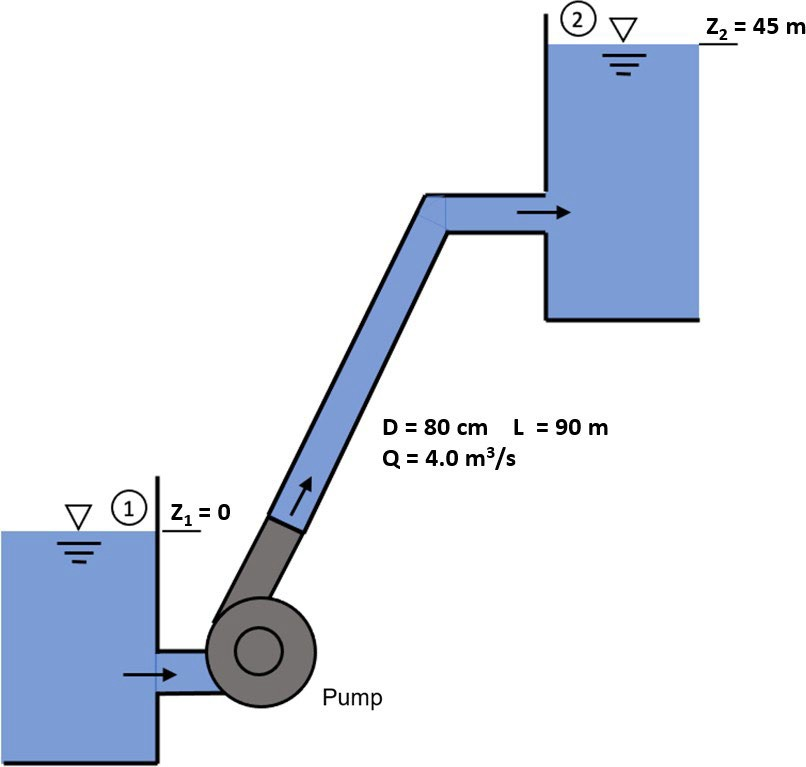 2
Z₂ = 45 m
D = 80 cm L = 90 m
Q = 4.0 m³/s
1
Z₁ = 0
Pump